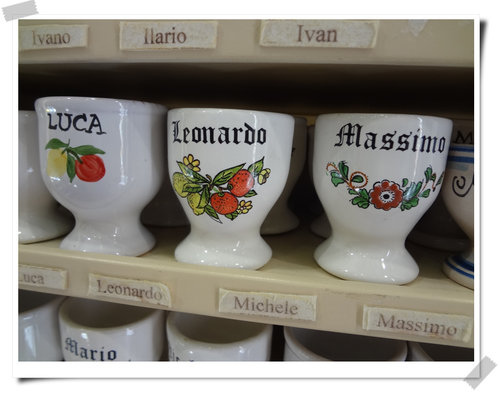 Ivano
Ilario
Ivan
LUCA
Leonardo
Massimo
Luca
Leonardo
Michele
Massimo
Mario